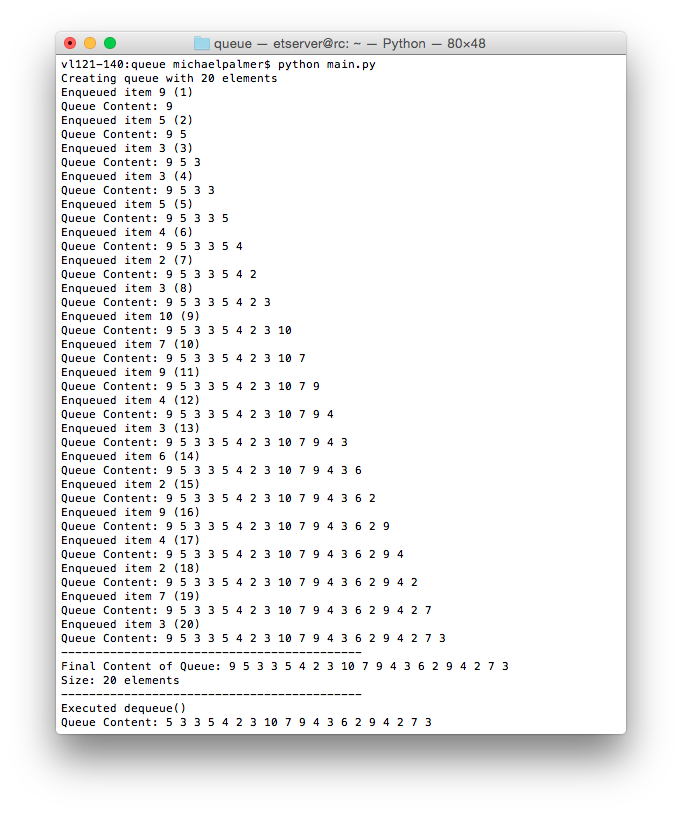 queue — etserver@rc: ~ — Python — 80×48
vl121-140:queue michaelpalmer$ python main.py
Creating queue with 20 elements
Enqueued item 9 (1)
Queue Content: 9
Enqueued item 5 (2)
Queue Content: 9 5
Enqueued item 3 (3)
Queue Content: 9 5 3
Enqueued item 3 (4)
Queue Content: 9 5 3 3
Enqueued item 5 (5)
Queue Content: 9 5 3 3 5
Enqueued item 4 (6)
Queue Content: 9 5 3 3 5 4
Enqueued item 2 (7)
Queue Content: 9 5 3 3 5 4 2
Enqueued item 3 (8)
Queue Content: 9 5 3 3 5 4 2 3
Enqueued item 10 (9)
Queue Content: 9 5 3 3 5 4 2 3 10
Enqueued item 7 (10)
Queue Content: 9 5 3 3 5 4 2 3 10 7
Enqueued item 9 (11)
Queue Content: 9 5 3 3 5 4 2 3 10 7 9
Enqueued item 4 (12)
Queue Content: 9 5 3 3 5 4 2 3 10 7 9 4
Enqueued item 3 (13)
Queue Content: 9 5 3 3 5 4 2 3 10 7 9 4 3
Enqueued item 6 (14)
Queue Content: 9 5 3 3 5 4 2 3 10 7 9 4 3 6
Enqueued item 2 (15)
Queue Content: 9 5 3 3 5 4 2 3 10 7 9 4 3 6 2
Enqueued item 9 (16)
Queue Content: 9 5 3 3 5 4 2 3 10 7 9 4 3 6 2 9
Enqueued item 4 (17)
Queue Content: 9 5 3 3 5 4 2 3 10 7 9 4 3 6 2 9 4
Enqueued item 2 (18)
Queue Content: 9 5 3 3 5 4 2 3 10 7 9 4 3 6 2 9 4 2
Enqueued item 7 (19)
Queue Content: 9 5 3 3 5 4 2 3 10 7 9 4 3 6 2 9 4 2 7
Enqueued item 3 (20)
Queue Content: 9 5 3 3 5 4 2 3 10 7 9 4 3 6 2 9 4 2 7 3
-------------------------------------------
Final Content of Queue: 9 5 3 3 5 4 2 3 10 7 9 4 3 6 2 9 4 2 7 3
Size: 20 elements
-------------------------------------------
Executed dequeue()
Queue Content: 5 3 3 5 4 2 3 10 7 9 4 3 6 2 9 4 2 7 3